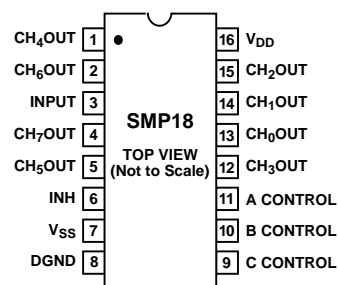 CH4OUT 1
CH6OUT 2
INPUT 3
CH7OUT 4
CH5OUT 5
INH 6
VSS 7
DGND 8
SMP18
TOP VIEW
(Not to Scale)
16 VDD
15 CH2OUT
14 CH1OUT
13 CH0OUT
12 CH3OUT
11 A CONTROL
10 B CONTROL
9 C CONTROL